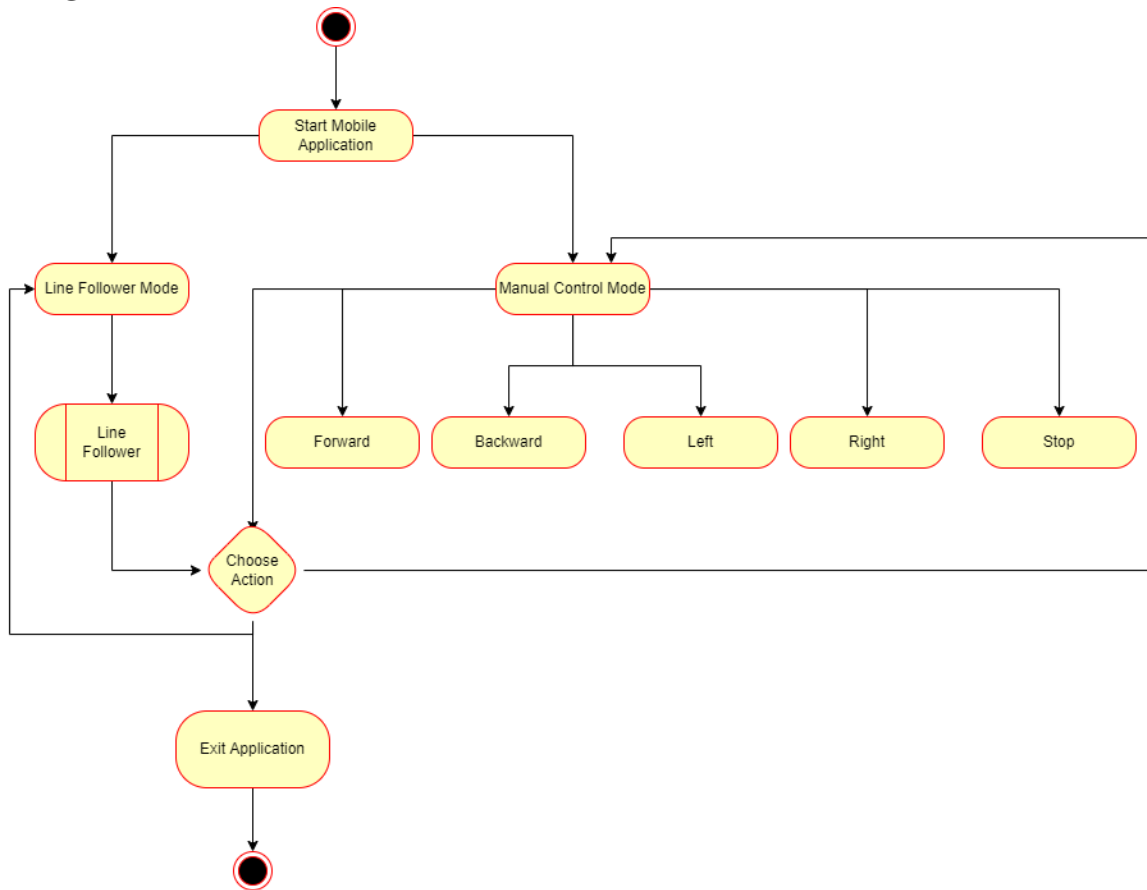 Start Mobile
Application
Line Follower Mode
Manual Control Mode
Line
Follower
Forward
Backward
Left
Right
Stop
Choose
Action
Exit Application